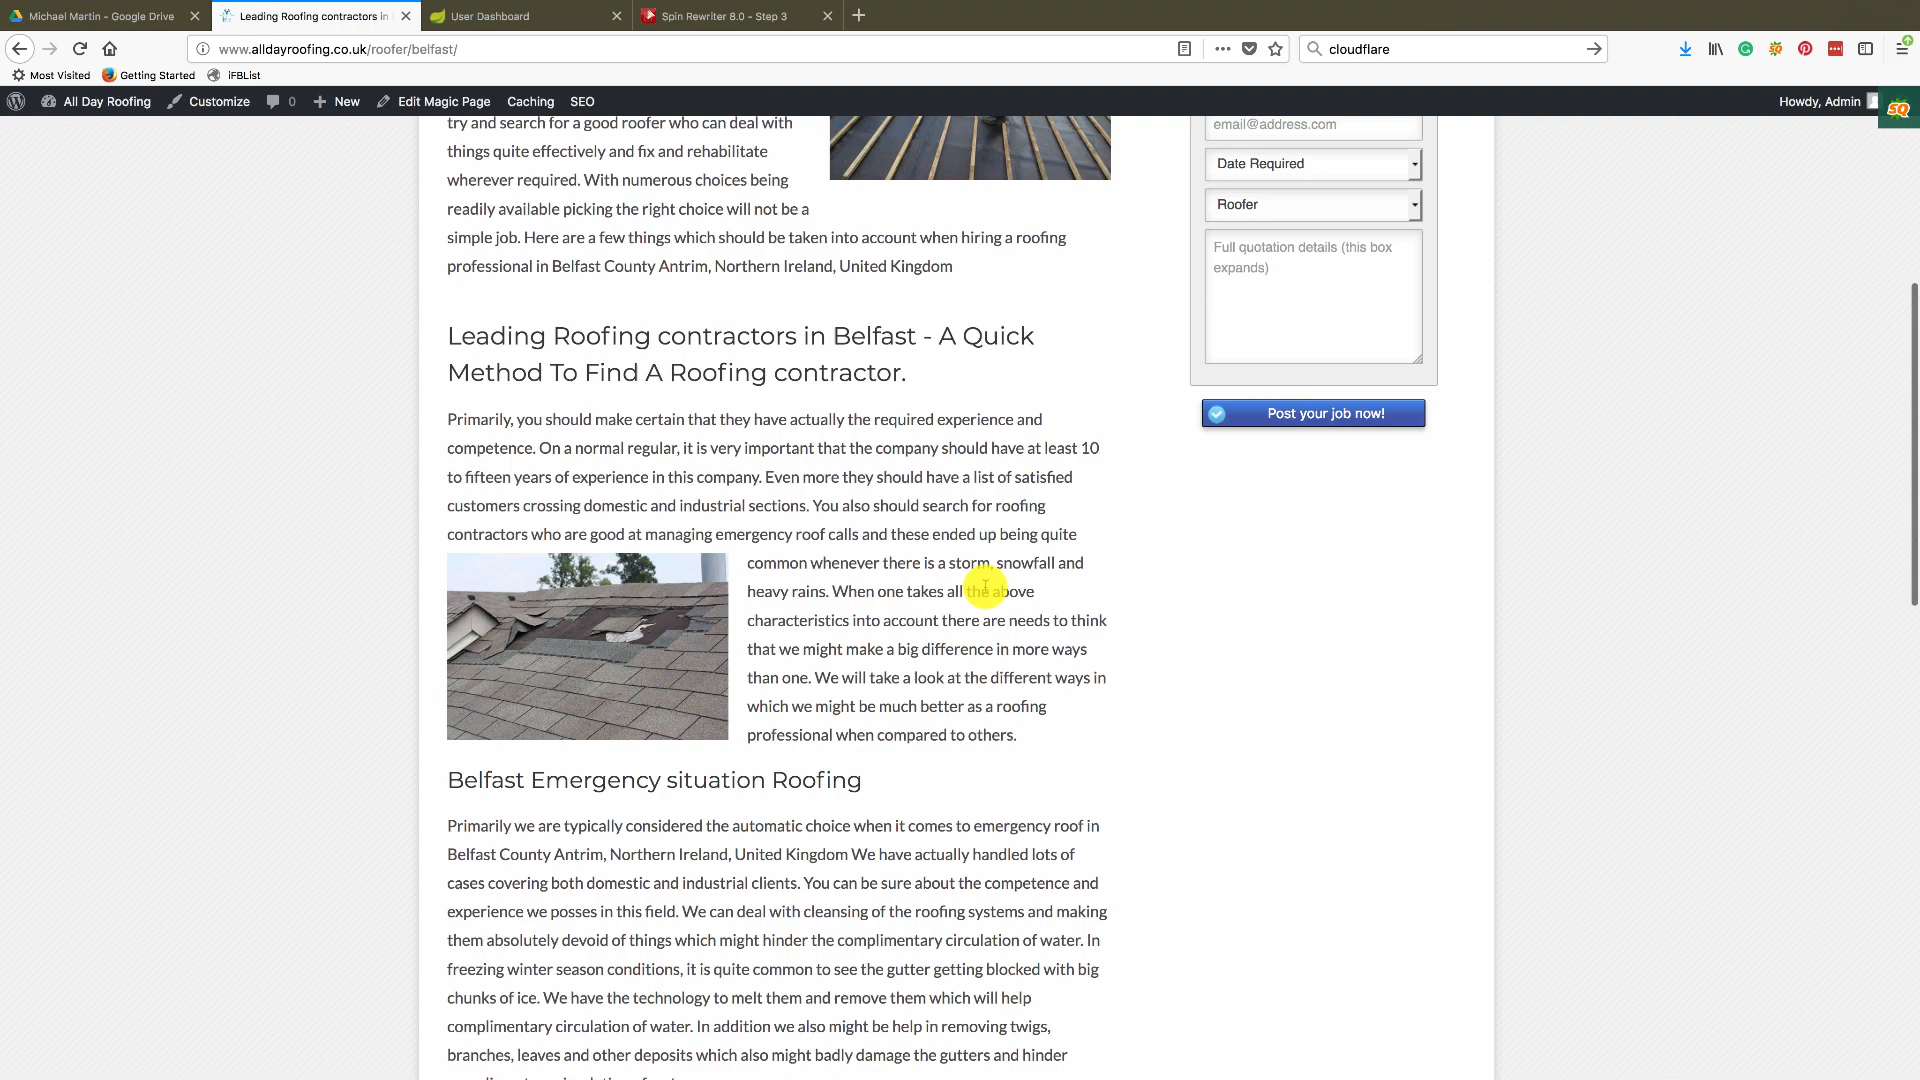 Michael Martin - Google Drive
Leading Roofing contractors in
User Dashboard
Spin Rewriter 8.0 - Step 3
www.alldayroofing.co.uk/roofer/belfast/
cloudflare
Most Visited
Getting Started
iFBList
All Day Roofing
Customize
0
New
Edit Magic Page
Caching
SEO
Howdy, Admin
SQ
try and search for a good roofer who can deal with
things quite effectively and fix and rehabilitate
wherever required. With numerous choices being
readily available picking the right choice will not be a
simple job. Here are a few things which should be taken into account when hiring a roofing
professional in Belfast County Antrim, Northern Ireland, United Kingdom
email@address.com
Date Required
Roofer
Full quotation details (this box
expands)
Post your job now!
Leading Roofing contractors in Belfast - A Quick
Method To Find A Roofing contractor.
Primarily, you should make certain that they have actually the required experience and
competence. On a normal regular, it is very important that the company should have at least 10
to fifteen years of experience in this company. Even more they should have a list of satisfied
customers crossing domestic and industrial sections. You also should search for roofing
contractors who are good at managing emergency roof calls and these ended up being quite
common whenever there is a storm, snowfall and
heavy rains. When one takes all the above
characteristics into account there are needs to think
that we might make a big difference in more ways
than one. We will take a look at the different ways in
which we might be much better as a roofing
professional when compared to others.
Belfast Emergency situation Roofing
Primarily we are typically considered the automatic choice when it comes to emergency roof in
Belfast County Antrim, Northern Ireland, United Kingdom We have actually handled lots of
cases covering both domestic and industrial clients. You can be sure about the competence and
experience we posses in this field. We can deal with cleansing of the roofing systems and making
them absolutely devoid of things which might hinder the complimentary circulation of water. In
freezing winter season conditions, it is quite common to see the gutter getting blocked with big
chunks of ice. We have the technology to melt them and remove them which will help
complimentary circulation of water. In addition we also might be help in removing twigs,
branches, leaves and other deposits which also might badly damage the gutters and hinder